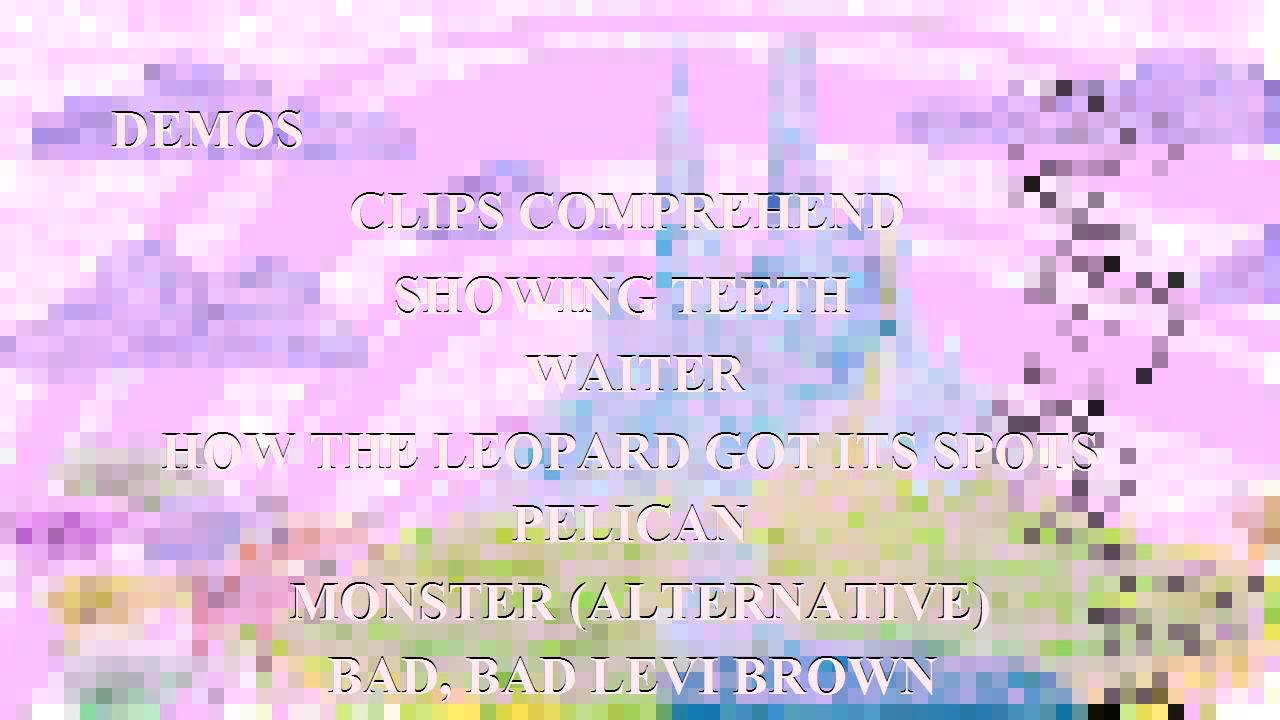 DEMOS
CLIPS COMPREHEND
SHOWING TEETH
WAITER
HOW THE LEOPARD GOT ITS SPOTS
PELICAN
MONSTER (ALTERNATIVE)
BAD, BAD LEVI BROWN